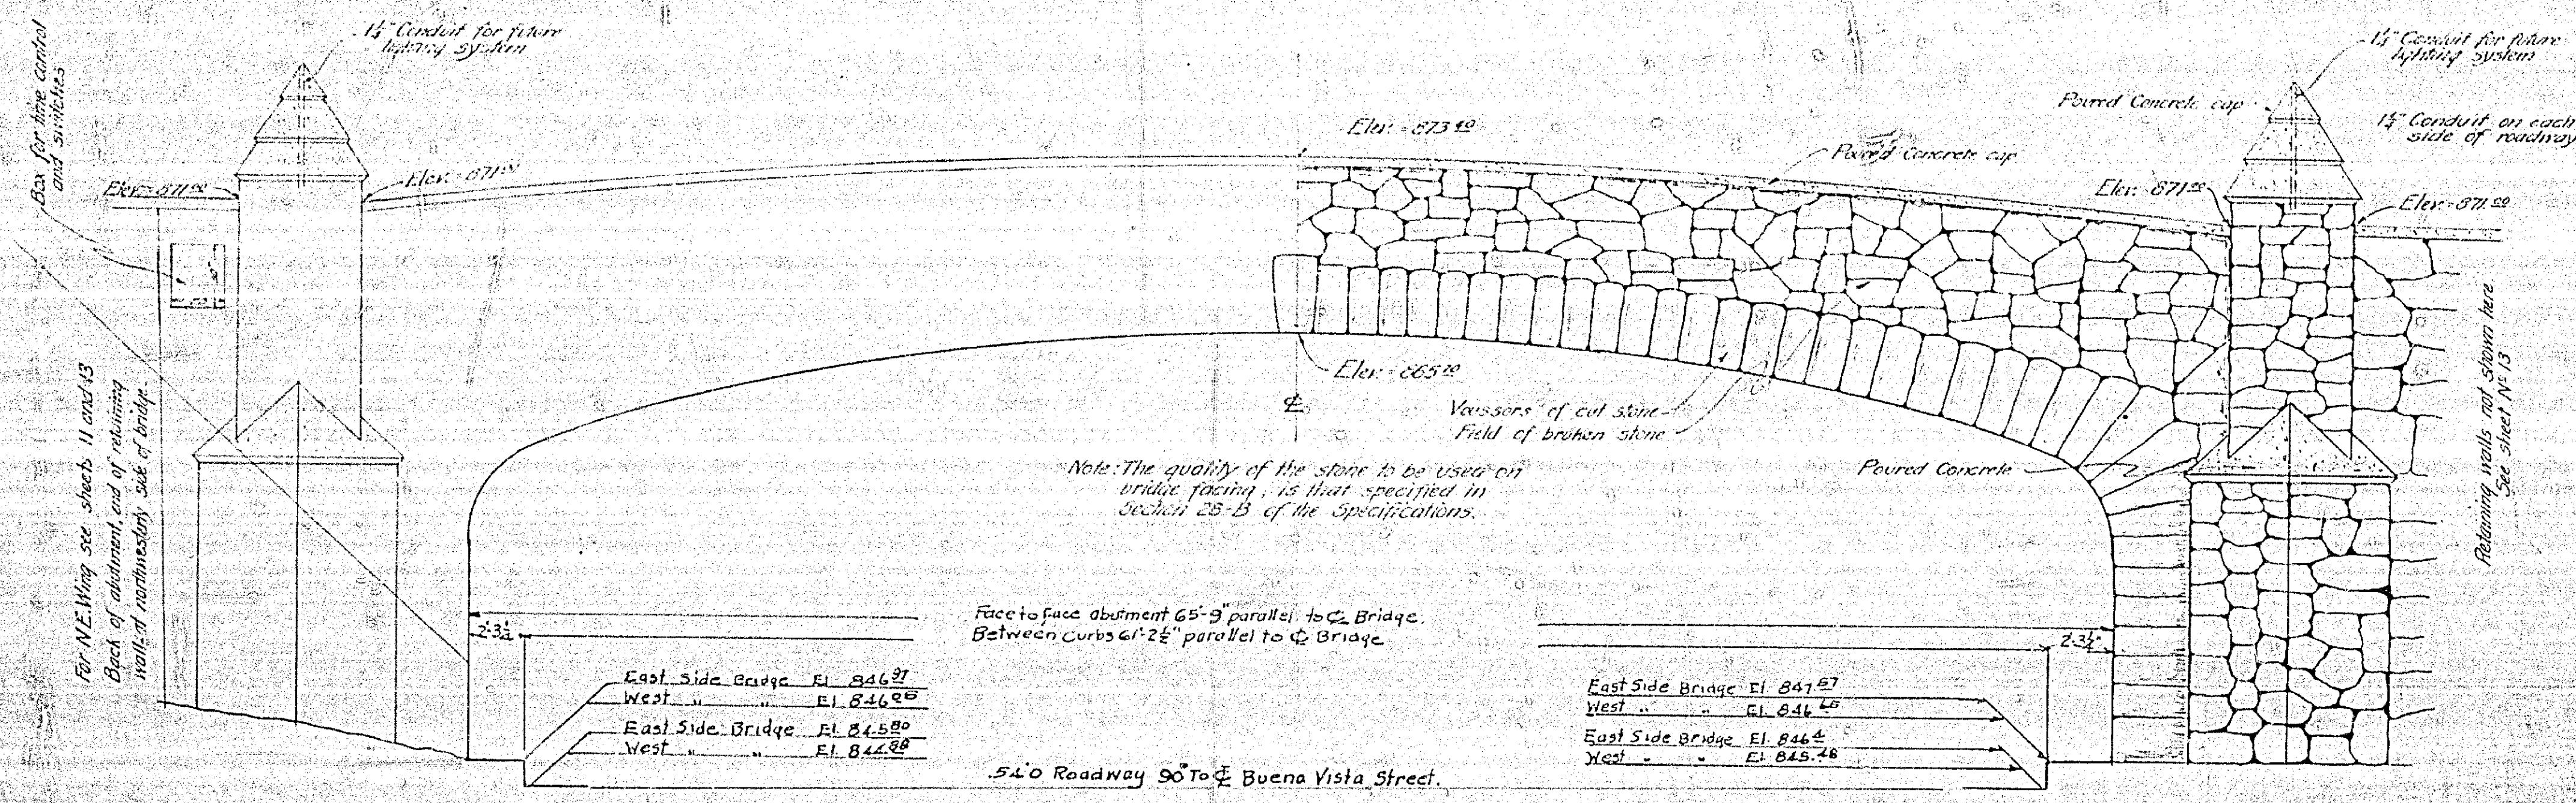 Box for time control
and switches
1¼" Conduit for future
lighting system
Elev. 871.00
Elev. 871.00
Elev. 873.40
Poured Concrete cap
1¼" Conduit for future
lighting system
Poured Concrete cap
1¼" Conduit on each
side of roadway
Elev. 871.00
Elev. 871.00
For N.E. Wing see sheets 11 and 13
Back of abutment, end of retaining
wall at northwesterly side of bridge.
Elev. 865.70
℄
Voussoirs of cut stone
Field of broken stone
Note: The quality of the stone to be used on
bridge facing, is that specified in
Section 28-B of the Specifications.
Poured Concrete
Retaining walls not shown here
See sheet Nº 13
Face to face abutment 65'-9" parallel to ℄ Bridge.
Between Curbs 61'-2½" parallel to ℄ Bridge
2'-3¼
2'-3¼"
East Side Bridge El. 846.97
West " " El.
East Side Bridge El. 845.80
West " " El. 844.88
East Side Bridge El. 847.57
West " " El. 846.65
East Side Bridge El. 846.4
West " " El. 845.48
54'0 Roadway 90° To ℄ Buena Vista Street.